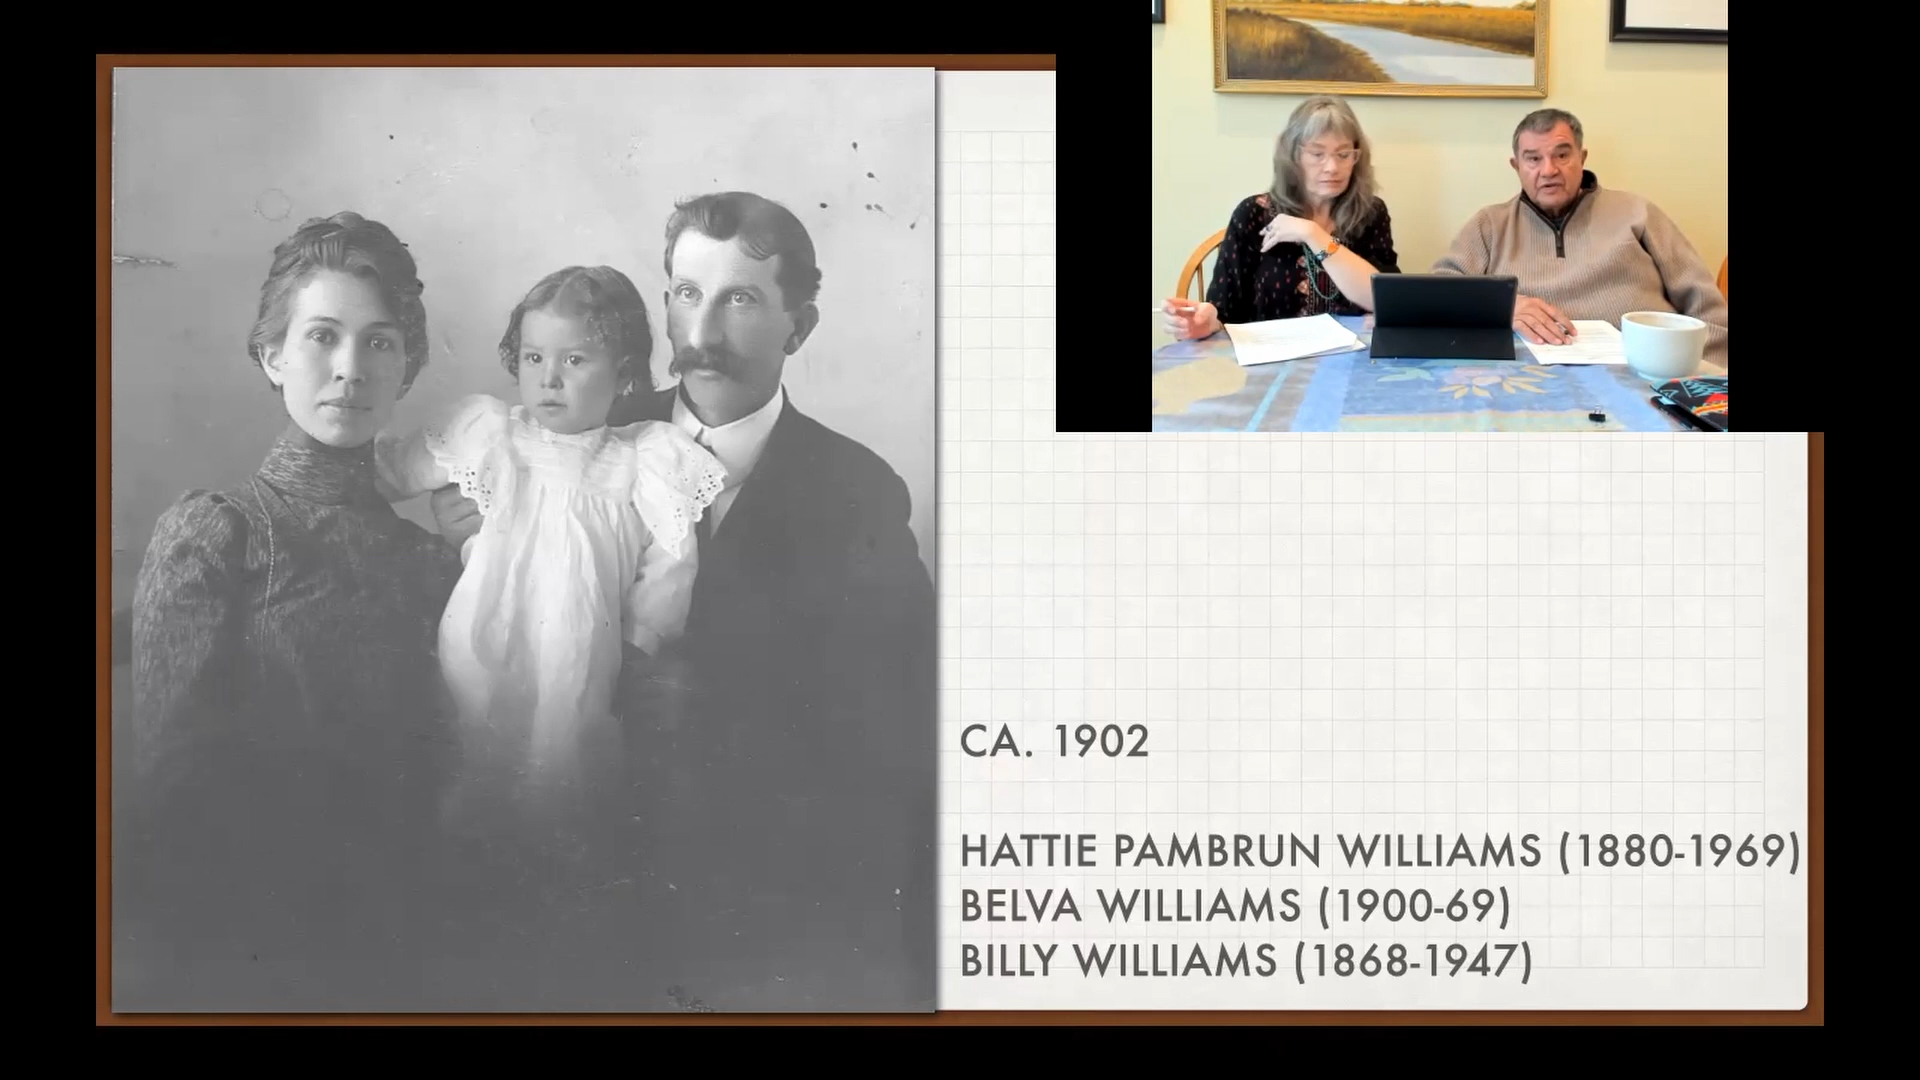 CA. 1902
HATTIE PAMBRUN WILLIAMS (1880-1969)
BELVA WILLIAMS (1900-69)
BILLY WILLIAMS (1868-1947)